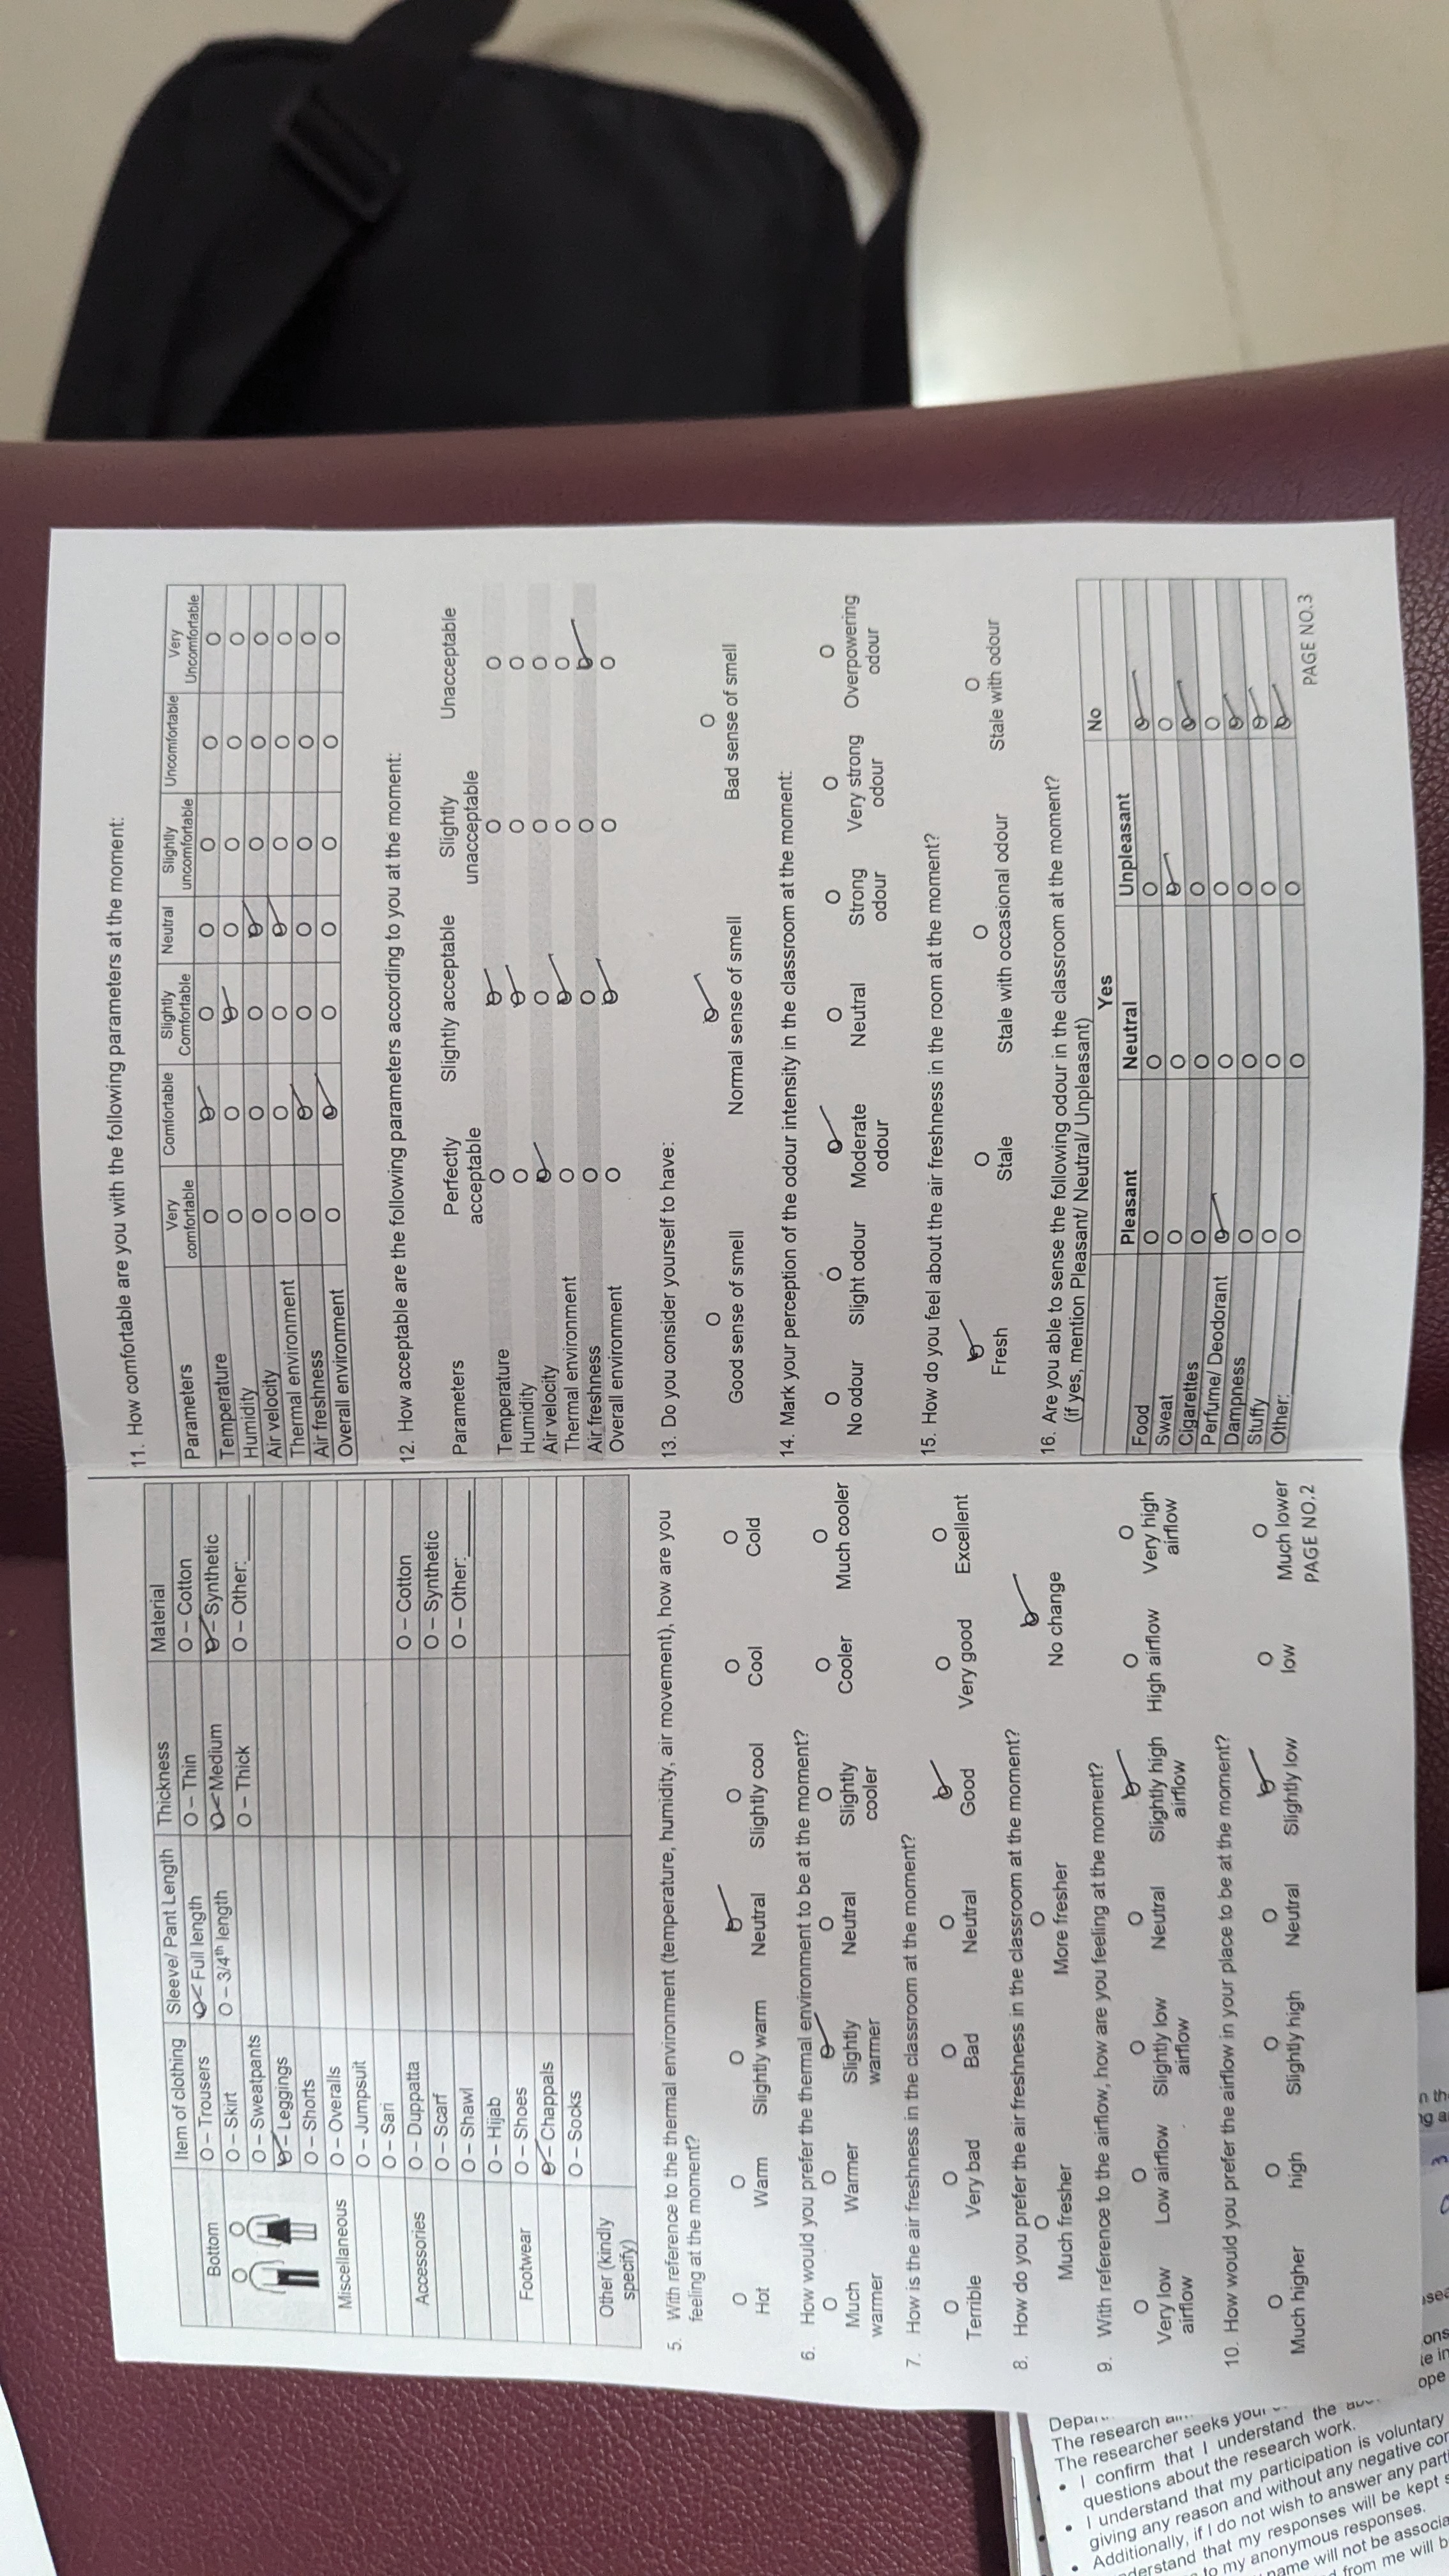 Item of clothing Sleeve/ Pant Length Thickness Material
Bottom O – Trousers O – Full length O – Thin O – Cotton
O – Skirt O – 3/4th length O – Medium O – Synthetic
O – Sweatpants O – Thick O – Other:______
O – Leggings
O – Shorts
Miscellaneous O – Overalls
O – Jumpsuit
O – Sari
Accessories O – Duppatta O – Cotton
O – Scarf O – Synthetic
O – Shawl O – Other:______
O – Hijab
Footwear O – Shoes
O – Chappals
O – Socks
Other (kindly specify)
5. With reference to the thermal environment (temperature, humidity, air movement), how are you
feeling at the moment?
O O O O O O O
Hot Warm Slightly warm Neutral Slightly cool Cool Cold
6. How would you prefer the thermal environment to be at the moment?
O O O O O O O
Much warmer Warmer Slightly warmer Neutral Slightly cooler Cooler Much cooler
7. How is the air freshness in the classroom at the moment?
O O O O O O O
Terrible Very bad Bad Neutral Good Very good Excellent
8. How do you prefer the air freshness in the classroom at the moment?
O O O
Much fresher More fresher No change
9. With reference to the airflow, how are you feeling at the moment?
O O O O O O O
Very low airflow Low airflow Slightly low airflow Neutral Slightly high airflow High airflow Very high airflow
10. How would you prefer the airflow in your place to be at the moment?
O O O O O O O
Much higher high Slightly high Neutral Slightly low low Much lower
PAGE NO.2
11. How comfortable are you with the following parameters at the moment:
Parameters Very comfortable Comfortable Slightly Comfortable Neutral Slightly uncomfortable Uncomfortable Very Uncomfortable
Temperature O O O O O O O
Humidity O O O O O O O
Air velocity O O O O O O O
Thermal environment O O O O O O O
Air freshness O O O O O O O
Overall environment O O O O O O O
12. How acceptable are the following parameters according to you at the moment:
Parameters Perfectly acceptable Slightly acceptable Slightly unacceptable Unacceptable
Temperature O O O O
Humidity O O O O
Air velocity O O O O
Thermal environment O O O O
Air freshness O O O O
Overall environment O O O O
13. Do you consider yourself to have:
O O O
Good sense of smell Normal sense of smell Bad sense of smell
14. Mark your perception of the odour intensity in the classroom at the moment:
O O O O O O O
No odour Slight odour Moderate odour Neutral Strong odour Very strong odour Overpowering odour
15. How do you feel about the air freshness in the room at the moment?
O O O O
Fresh Stale Stale with occasional odour Stale with odour
16. Are you able to sense the following odour in the classroom at the moment?
(if yes, mention Pleasant/ Neutral/ Unpleasant)
Yes No
Pleasant Neutral Unpleasant
Food O O O O
Sweat O O O O
Cigarettes O O O O
Perfume/ Deodorant O O O O
Dampness O O O O
Stuffy O O O O
Other:______ O O O O
PAGE NO.3
The research
The researcher seeks your
• I confirm that I understand the
questions about the research work.
• I understand that my participation is voluntary
giving any reason and without any negative
• Additionally, if I do not wish to answer any
that my responses will be kept
to my anonymous responses.
name will not be
from me will